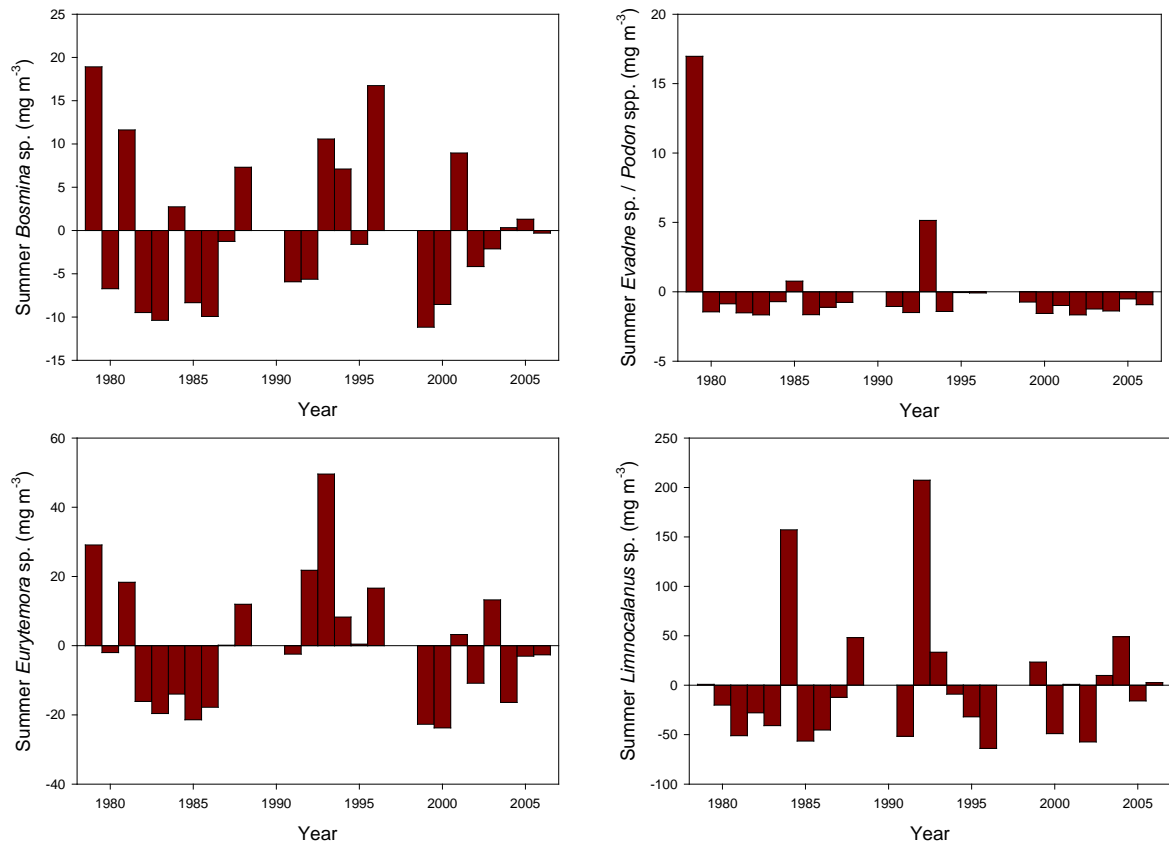 Summer Bosmina sp. (mg m-3)
25
20
15
10
5
0
-5
-10
-15
1980 1985 1990 1995 2000 2005
Year
Summer Evadne sp. / Podon spp. (mg m-3)
20
15
10
5
0
-5
1980 1985 1990 1995 2000 2005
Year
Summer Eurytemora sp. (mg m-3)
60
40
20
0
-20
-40
1980 1985 1990 1995 2000 2005
Year
Summer Limnocalanus sp. (mg m-3)
250
200
150
100
50
0
-50
-100
1980 1985 1990 1995 2000 2005
Year